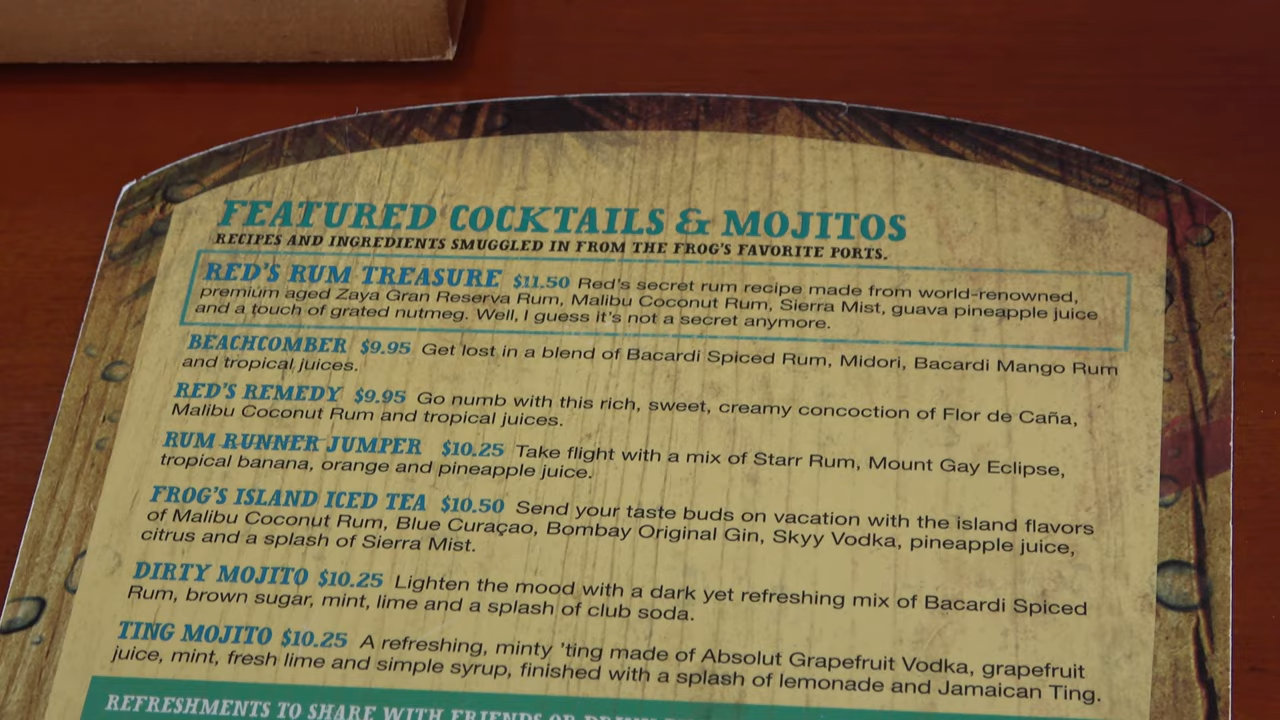 FEATURED COCKTAILS & MOJITOS
RECIPES AND INGREDIENTS SMUGGLED IN FROM THE FROG'S FAVORITE PORTS.
RED'S RUM TREASURE $11.50 Red's secret rum recipe made from world-renowned,
premium aged Zaya Gran Reserva Rum, Malibu Coconut Rum, Sierra Mist, guava pineapple juice
and a touch of grated nutmeg. Well, I guess it's not a secret anymore.
BEACHCOMBER $9.95 Get lost in a blend of Bacardi Spiced Rum, Midori, Bacardi Mango Rum
and tropical juices.
RED'S REMEDY $9.95 Go numb with this rich, sweet, creamy concoction of Flor de Caña,
Malibu Coconut Rum and tropical juices.
RUM RUNNER JUMPER $10.25 Take flight with a mix of Starr Rum, Mount Gay Eclipse,
tropical banana, orange and pineapple juice.
FROG'S ISLAND ICED TEA $10.50 Send your taste buds on vacation with the island flavors
of Malibu Coconut Rum, Blue Curaçao, Bombay Original Gin, Skyy Vodka, pineapple juice,
citrus and a splash of Sierra Mist.
DIRTY MOJITO $10.25 Lighten the mood with a dark yet refreshing mix of Bacardi Spiced
Rum, brown sugar, mint, lime and a splash of club soda.
TING MOJITO $10.25 A refreshing, minty 'ting made of Absolut Grapefruit Vodka, grapefruit
juice, mint, fresh lime and simple syrup, finished with a splash of lemonade and Jamaican Ting.
REFRESHMENTS TO SHARE WITH FRIENDS OR